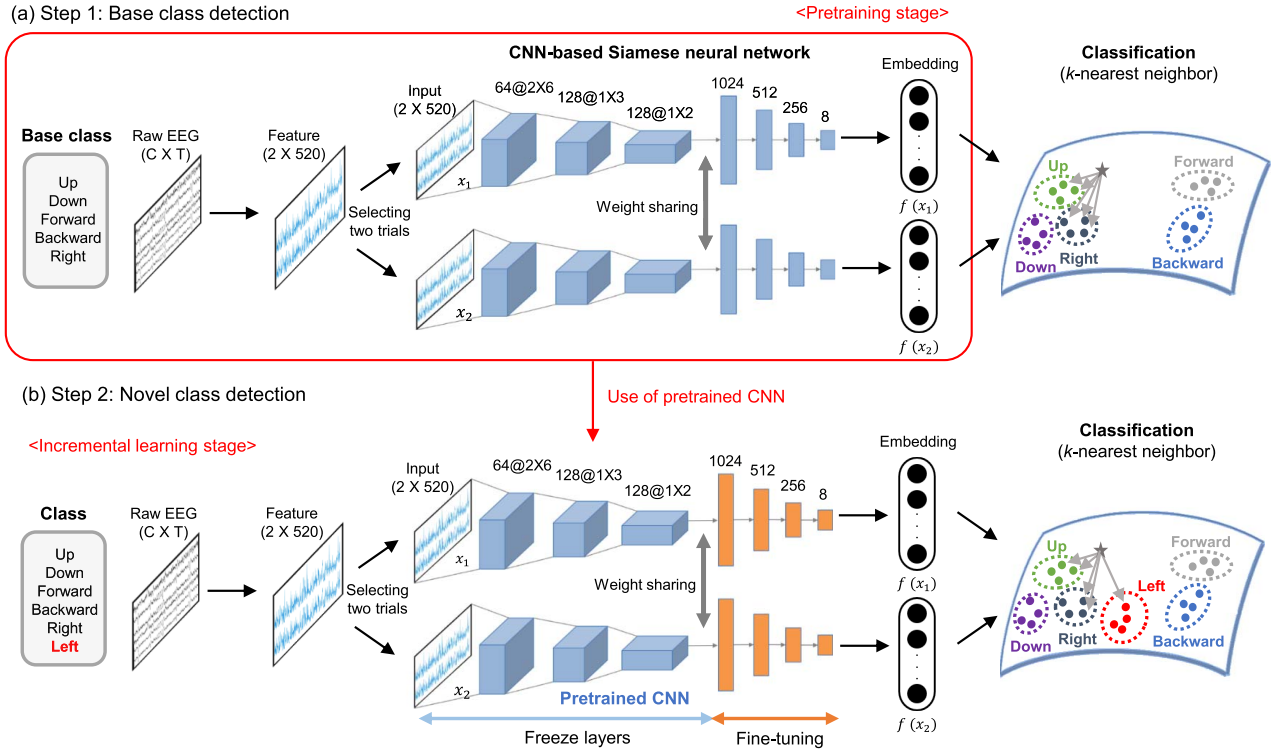 (a) Step 1: Base class detection
<Pretraining stage>
CNN-based Siamese neural network
Classification
(k-nearest neighbor)
Base class
Up
Down
Forward
Backward
Right
Raw EEG
(C X T)
Feature
(2 X 520)
Selecting
two trials
Input
(2 X 520)
64@2X6
128@1X3
128@1X2
1024
512
256
8
Embedding
x₁
x₂
Weight sharing
f (x₁)
f (x₂)
Up
Down
Right
Forward
Backward
Use of pretrained CNN
(b) Step 2: Novel class detection
<Incremental learning stage>
Classification
(k-nearest neighbor)
Class
Up
Down
Forward
Backward
Right
Left
Raw EEG
(C X T)
Feature
(2 X 520)
Selecting
two trials
Input
(2 X 520)
64@2X6
128@1X3
128@1X2
1024
512
256
8
Embedding
x₁
x₂
Weight sharing
Pretrained CNN
Freeze layers
Fine-tuning
f (x₁)
f (x₂)
Up
Down
Right
Left
Forward
Backward